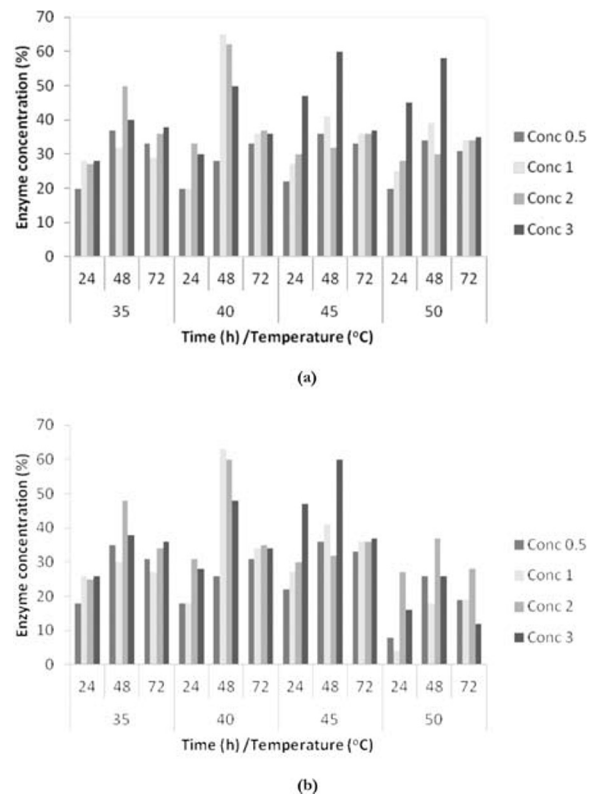 70
60
50
40
30
20
10
0
Enzyme concentration (%)
24 48 72 24 48 72 24 48 72 24 48 72
35 40 45 50
Time (h) /Temperature (°C)
Conc 0.5
Conc 1
Conc 2
Conc 3
(a)
70
60
50
40
30
20
10
0
Enzyme concentration (%)
24 48 72 24 48 72 24 48 72 24 48 72
35 40 45 50
Time (h) /Temperature (°C)
Conc 0.5
Conc 1
Conc 2
Conc 3
(b)